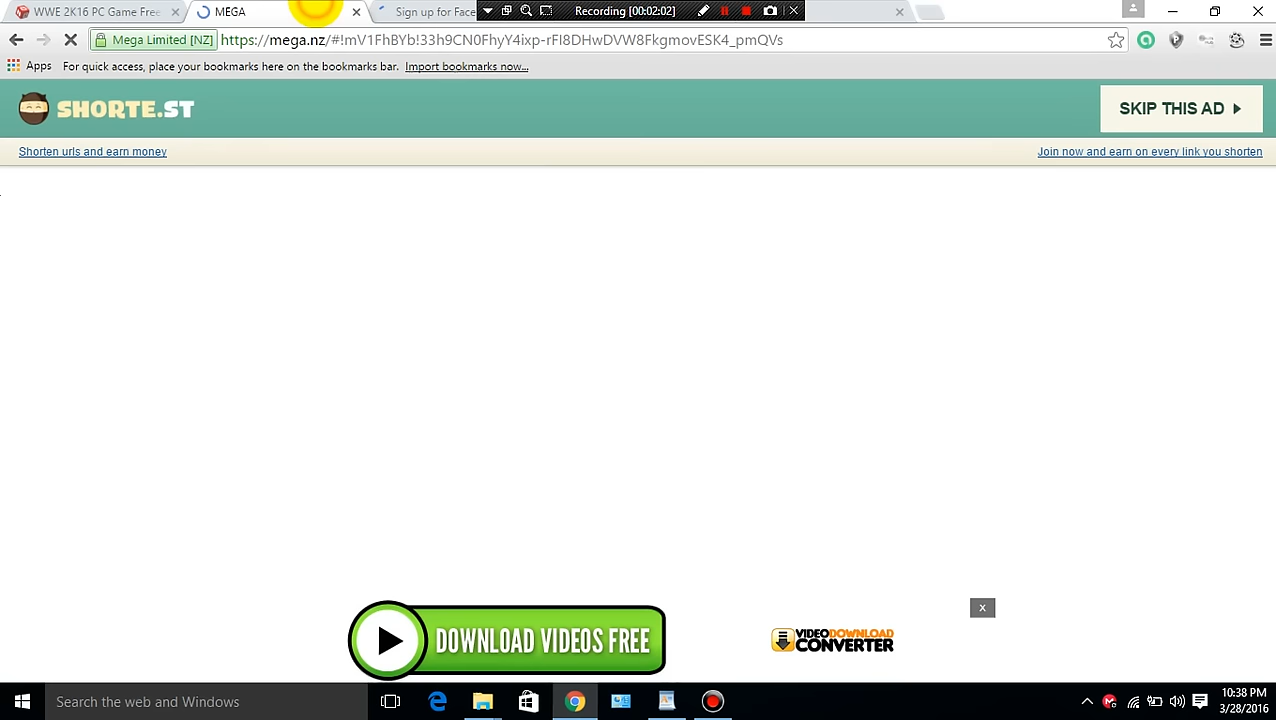 WWE 2K16 PC Game Free
MEGA
Sign up for Face
Recording [00:02:02]
Mega Limited [NZ]
https://mega.nz/#!mV1FhBYb!33h9CN0FhyY4ixp-rFI8DHwDVW8FkgmovESK4_pmQVs
Apps
For quick access, place your bookmarks here on the bookmarks bar.
Import bookmarks now...
SHORTE.ST
SKIP THIS AD
Shorten urls and earn money
Join now and earn on every link you shorten
x
DOWNLOAD VIDEOS FREE
VIDEODOWNLOAD
CONVERTER
Search the web and Windows
10:38 PM
3/28/2016